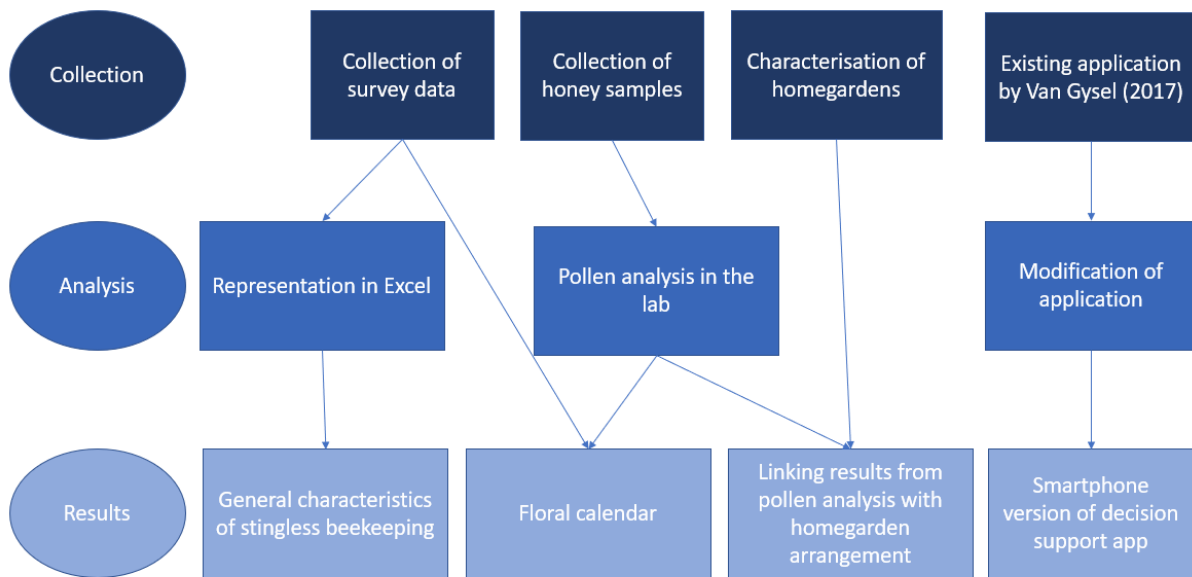 Collection
Collection of
survey data
Collection of
honey samples
Characterisation
of homegardens
Existing application
by Van Gysel (2017)
Analysis
Representation in Excel
Pollen analysis in the
lab
Modification of
application
Results
General characteristics
of stingless beekeeping
Floral calendar
Linking results from
pollen analysis with
homegarden
arrangement
Smartphone
version of decision
support app